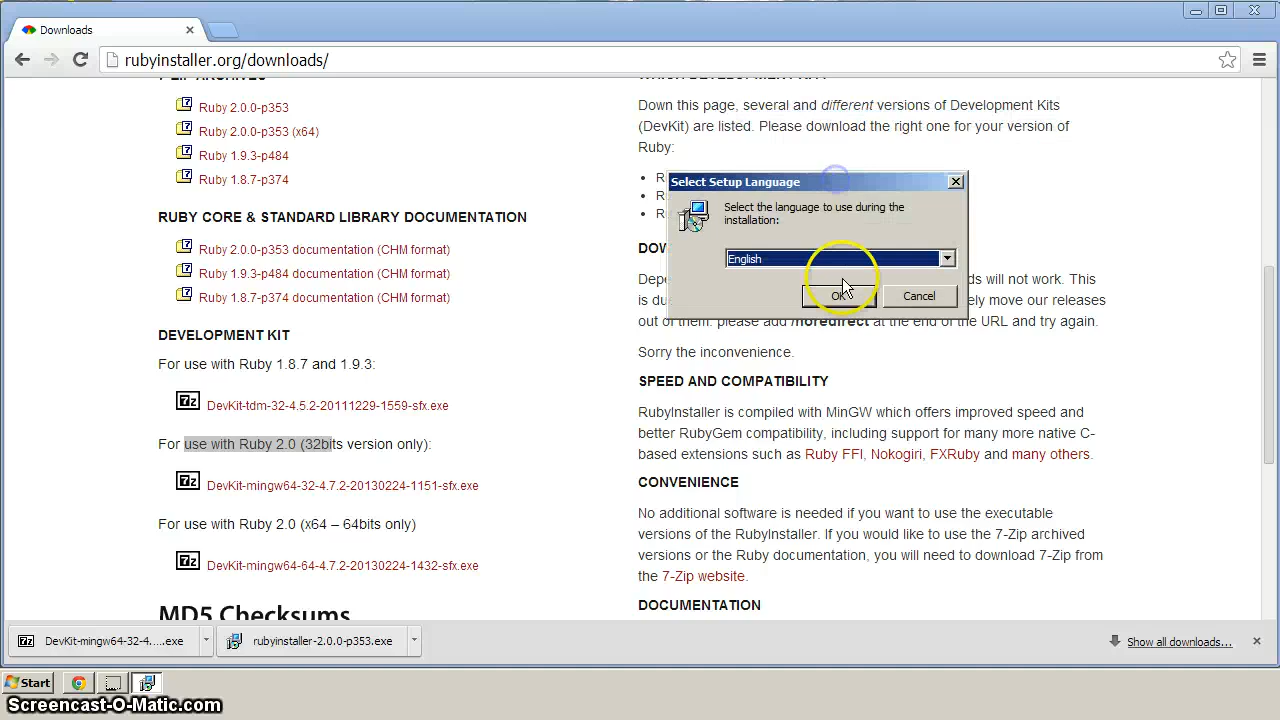 Downloads
rubyinstaller.org/downloads/
Ruby 2.0.0-p353
Ruby 2.0.0-p353 (x64)
Ruby 1.9.3-p484
Ruby 1.8.7-p374
RUBY CORE & STANDARD LIBRARY DOCUMENTATION
Ruby 2.0.0-p353 documentation (CHM format)
Ruby 1.9.3-p484 documentation (CHM format)
Ruby 1.8.7-p374 documentation (CHM format)
DEVELOPMENT KIT
For use with Ruby 1.8.7 and 1.9.3:
DevKit-tdm-32-4.5.2-20111229-1559-sfx.exe
For use with Ruby 2.0 (32bits version only):
DevKit-mingw64-32-4.7.2-20130224-1151-sfx.exe
For use with Ruby 2.0 (x64 – 64bits only)
DevKit-mingw64-64-4.7.2-20130224-1432-sfx.exe
MD5 Checksums
Down this page, several and different versions of Development Kits
(DevKit) are listed. Please download the right one for your version of
Ruby:
Select Setup Language
Select the language to use during the
installation:
English
OK
Cancel
ds will not work. This
is du
ely move our releases
out of them. please add /noredirect at the end of the URL and try again.
Sorry the inconvenience.
SPEED AND COMPATIBILITY
RubyInstaller is compiled with MinGW which offers improved speed and
better RubyGem compatibility, including support for many more native C-
based extensions such as Ruby FFI, Nokogiri, FXRuby and many others.
CONVENIENCE
No additional software is needed if you want to use the executable
versions of the RubyInstaller. If you would like to use the 7-Zip archived
versions or the Ruby documentation, you will need to download 7-Zip from
the 7-Zip website.
DOCUMENTATION
DevKit-mingw64-32-4....exe
rubyinstaller-2.0.0-p353.exe
Show all downloads...
Start
Screencast-O-Matic.com